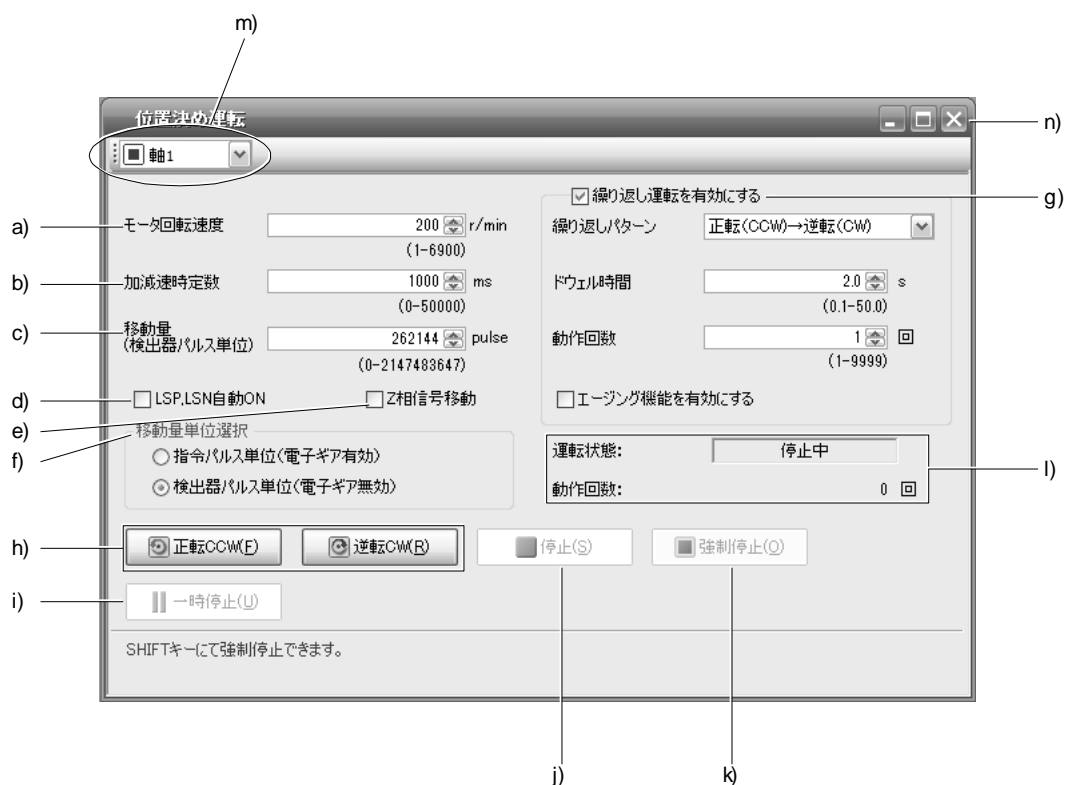 m)
位置決め運転
n)
軸1
繰り返し運転を有効にする
g)
a)
モータ回転速度
200 r/min
(1-6900)
繰り返しパターン
正転(CCW)→逆転(CW)
b)
加減速時定数
1000 ms
(0-50000)
ドウェル時間
2.0 s
(0.1-50.0)
c)
移動量
(検出器パルス単位)
262144 pulse
(0-2147483647)
動作回数
1 回
(1-9999)
d)
LSP,LSN自動ON
e)
Z相信号移動
エージング機能を有効にする
f)
移動量単位選択
指令パルス単位(電子ギア有効)
検出器パルス単位(電子ギア無効)
運転状態:
停止中
動作回数:
0 回
l)
h)
正転CCW(F)
逆転CW(R)
停止(S)
強制停止(O)
i)
一時停止(U)
SHIFTキーにて強制停止できます。
j)
k)